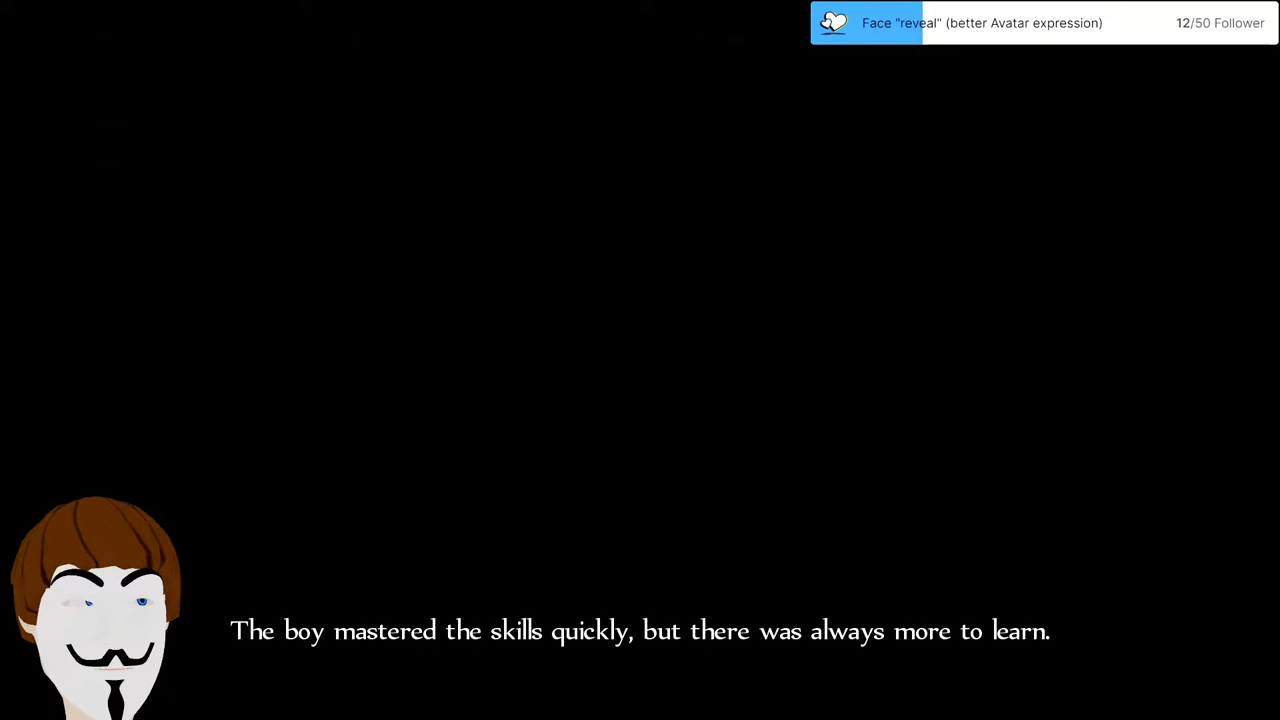 Face "reveal" (better Avatar expression) 12/50 Follower
The boy mastered the skills quickly, but there was always more to learn.